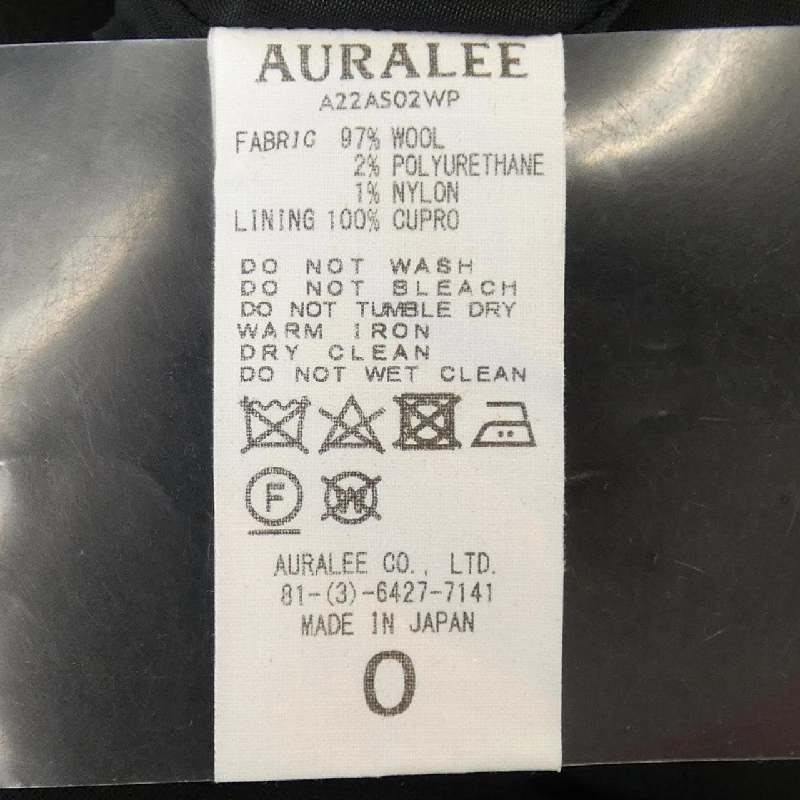 AURALEE
A22AS02WP
FABRIC 97% WOOL
2% POLYURETHANE
1% NYLON
LINING 100% CUPRO
DO NOT WASH
DO NOT BLEACH
DO NOT TUMBLE DRY
WARM IRON
DRY CLEAN
DO NOT WET CLEAN
F W
AURALEE CO., LTD.
81-(3)-6427-7141
MADE IN JAPAN
0